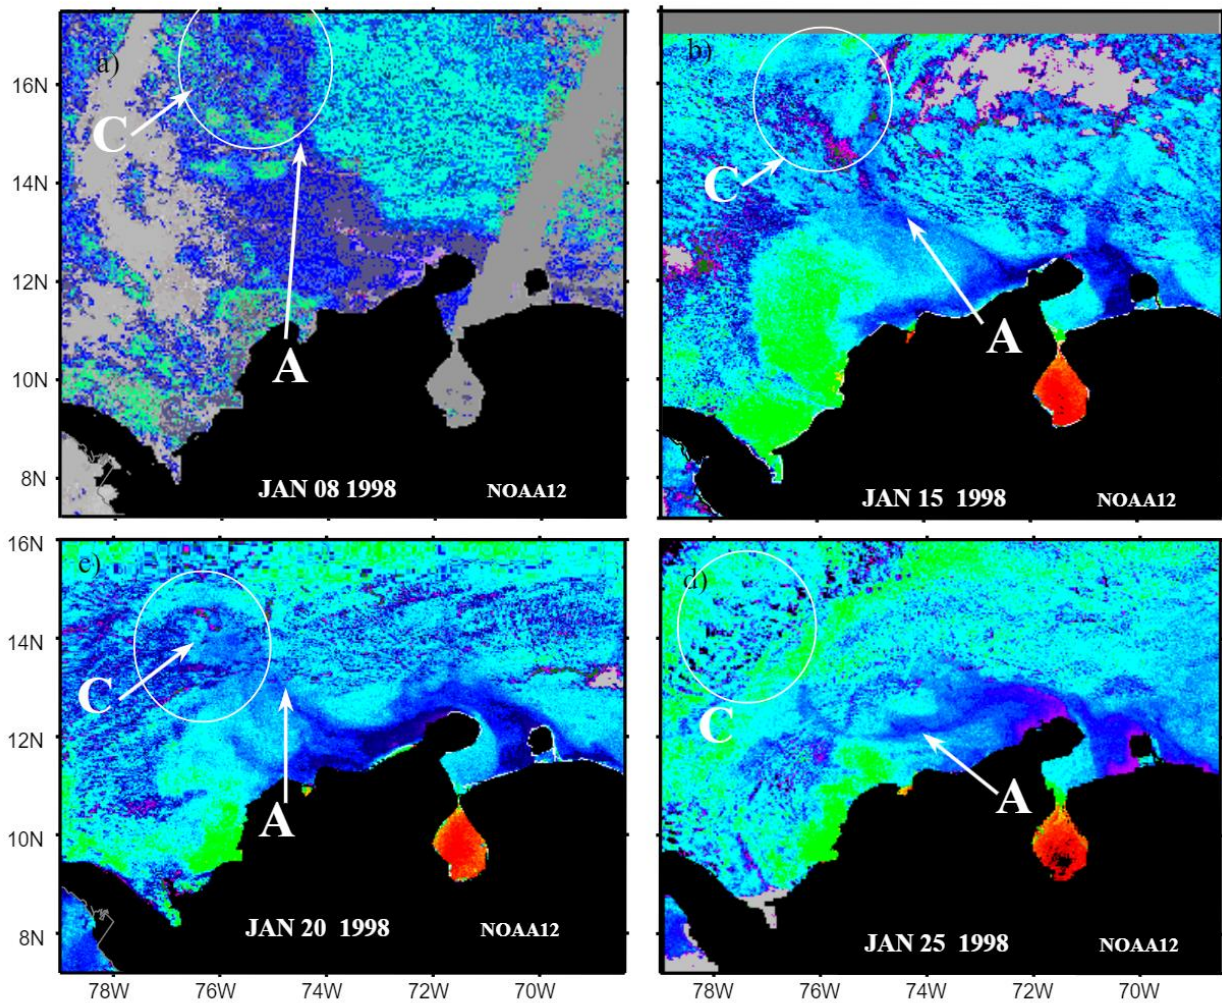 a)
16N
C
14N
12N
10N
A
8N
JAN 08 1998
NOAA12
b)
C
A
JAN 15 1998
NOAA12
16N
c)
14N
C
12N
A
10N
8N
JAN 20 1998
NOAA12
78W
76W
74W
72W
70W
d)
C
A
JAN 25 1998
NOAA12
78W
76W
74W
72W
70W